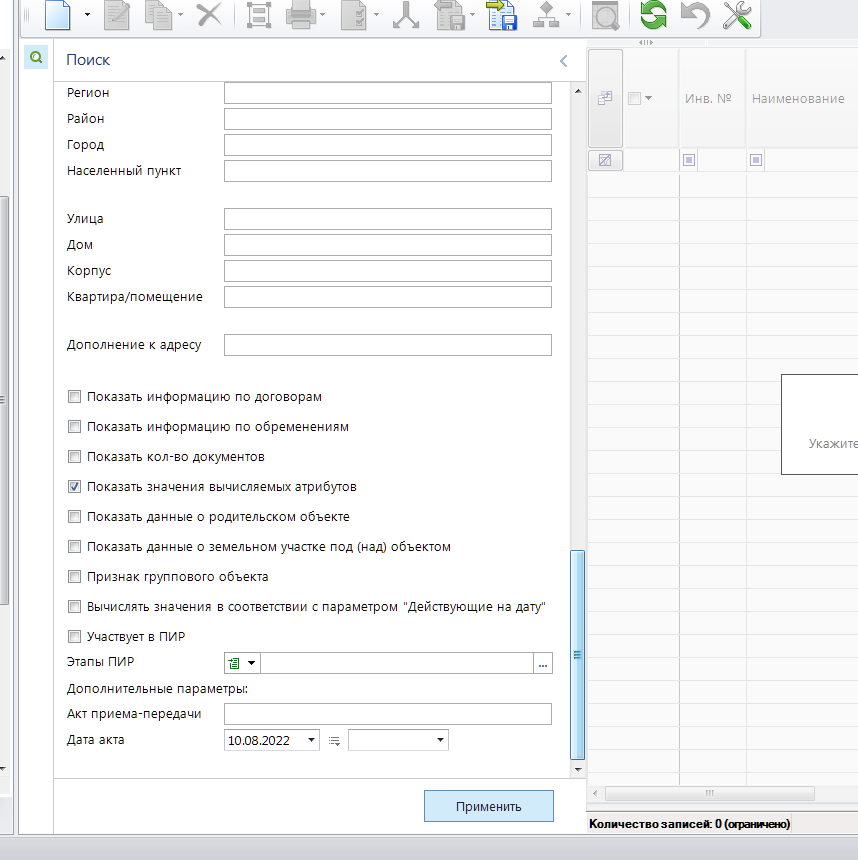 Поиск
Регион
Район
Город
Населенный пункт
Улица
Дом
Корпус
Квартира/помещение
Дополнение к адресу
Показать информацию по договорам
Показать информацию по обременениям
Показать кол-во документов
Показать значения вычисляемых атрибутов
Показать данные о родительском объекте
Показать данные о земельном участке под (над) объектом
Признак группового объекта
Вычислять значения в соответствии с параметром "Действующие на дату"
Участвует в ПИР
Этапы ПИР
...
Дополнительные параметры:
Акт приема-передачи
Дата акта
10.08.2022
Применить
Инв. №
Наименование
Укажите
Количество записей: 0 (ограничено)